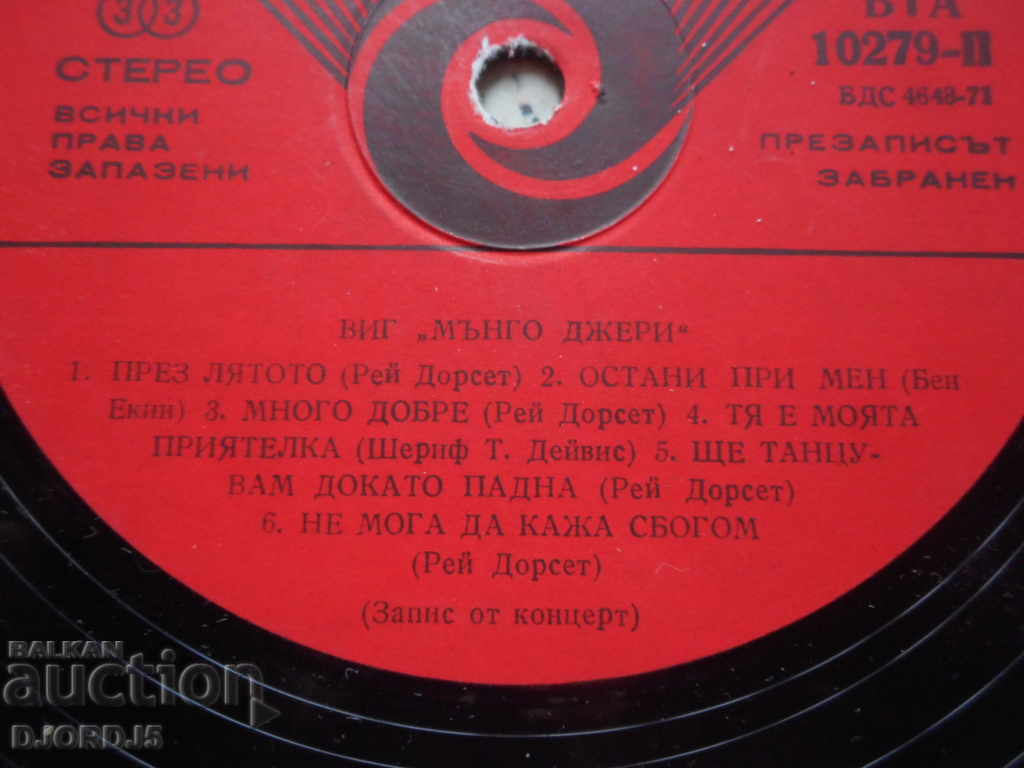 33
СТЕРЕО
ВСИЧНИ
ПРАВА
ЗАПАЗЕНИ
ВТА
10279-II
БДС 4648-71
ПРЕЗАПИСЪТ
ЗАБРАНЕН
ВИГ „МЪНГО ДЖЕРИ“
1. ПРЕЗ ЛЯТОТО (Рей Дорсет) 2. ОСТАНИ ПРИ МЕН (Бен
Екин) 3. МНОГО ДОБРЕ (Рей Дорсет) 4. ТЯ Е МОЯТА
ПРИЯТЕЛКА (Шериф Т. Дейвис) 5. ЩЕ ТАНЦУ-
ВАМ ДОКАТО ПАДНА (Рей Дорсет)
6. НЕ МОГА ДА КАЖА СБОГОМ
(Рей Дорсет)
(Запис от концерт)
BALKAN
auction
DJORDJ5